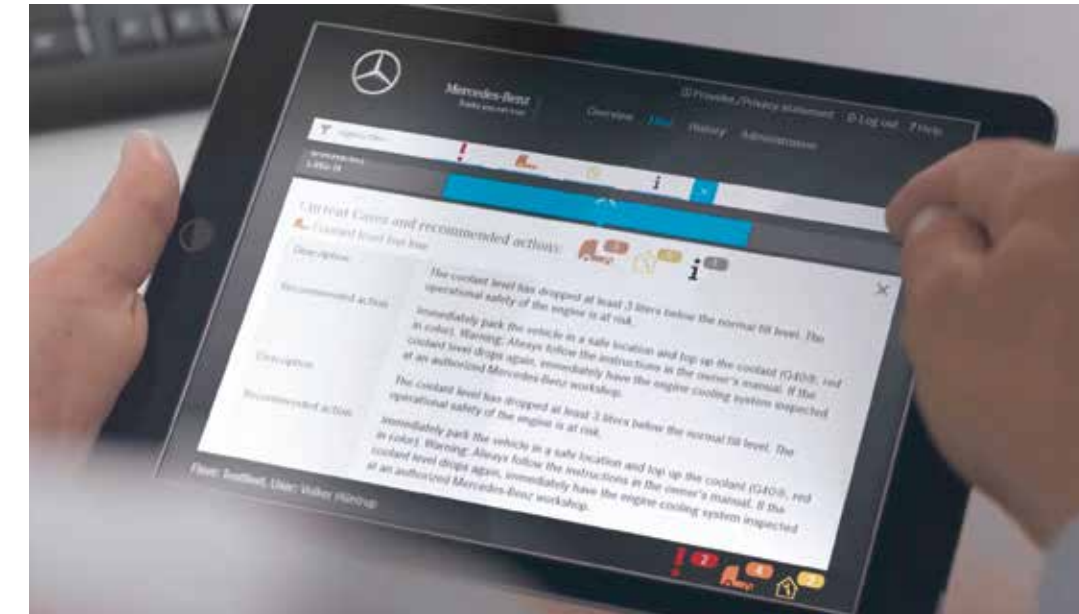 Provider/Privacy statement Log out ? Help
Mercedes-Benz
Trucks you can trust
Overview List History Administration
Current Cases and recommended actions:
Coolant level too low
Description
The coolant level has dropped at least 3 liters below the normal fill level. The
operational safety of the engine is at risk.
Recommended action
Immediately park the vehicle in a safe location and top up the coolant (G40®, red
in color). Warning: Always follow the instructions in the owner's manual. If the
coolant level drops again, immediately have the engine cooling system inspected
at an authorized Mercedes-Benz workshop.
Description
The coolant level has dropped at least 3 liters below the normal fill level. The
operational safety of the engine is at risk.
Recommended action
Immediately park the vehicle in a safe location and top up the coolant (G40®, red
in color). Warning: Always follow the instructions in the owner's manual. If the
coolant level drops again, immediately have the engine cooling system inspected
at an authorized Mercedes-Benz workshop.
User: Volker
2 4 2